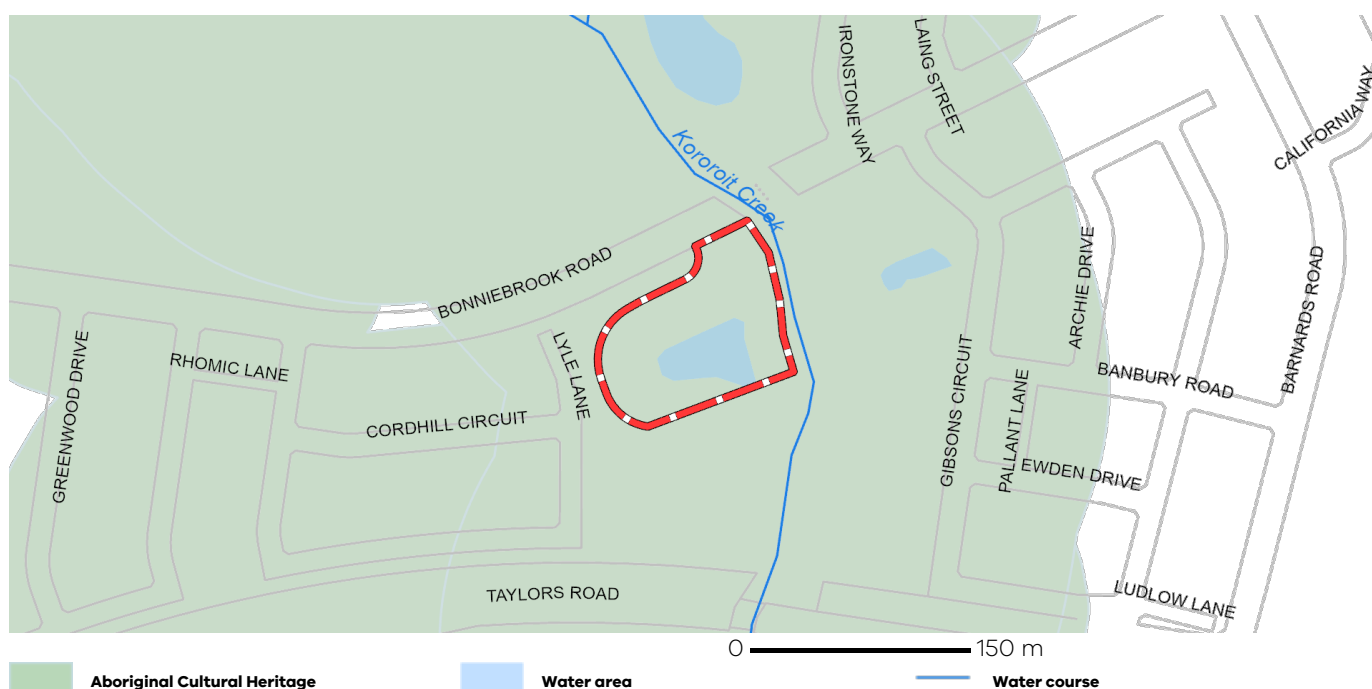 IRONSTONE WAY
LAING STREET
CALIFORNIA WAY
Kororoit Creek
BONNIEBROOK ROAD
ARCHIE DRIVE
BARNARDS ROAD
GREENWOOD DRIVE
RHOMIC LANE
LYLE LANE
CORDHILL CIRCUIT
GIBSONS CIRCUIT
PALLANT LANE
BANBURY ROAD
EWDEN DRIVE
TAYLORS ROAD
LUDLOW LANE
0 150 m
Aboriginal Cultural Heritage
Water area
Water course